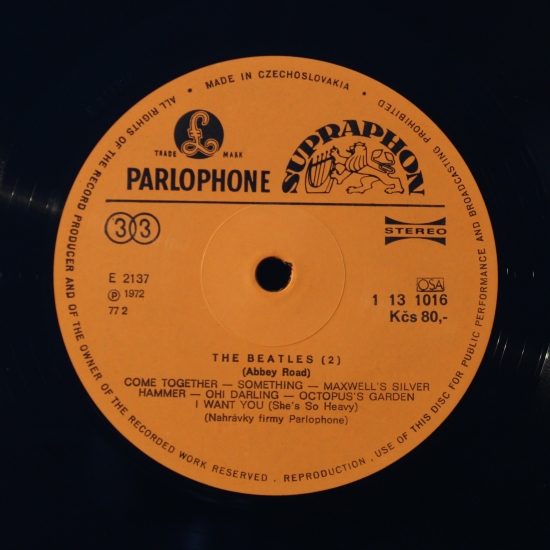 ALL RIGHTS OF THE RECORD PRODUCER AND OF THE OWNER OF THE RECORDED WORK RESERVED . REPRODUCTION . USE OF THIS DISC FOR PUBLIC PERFORMANCE AND BROADCASTING PROHIBITED
• MADE IN CZECHOSLOVAKIA •
£
TRADE MARK
PARLOPHONE
SUPRAPHON
33
STEREO
E 2137
Ⓟ 1972
77 2
OSA
1 13 1016
Kčs 80,-
THE BEATLES (2)
(Abbey Road)
COME TOGETHER — SOMETHING — MAXWELL'S SILVER
HAMMER — OH! DARLING — OCTOPUS'S GARDEN
I WANT YOU (She's So Heavy)
(Nahrávky firmy Parlophone)